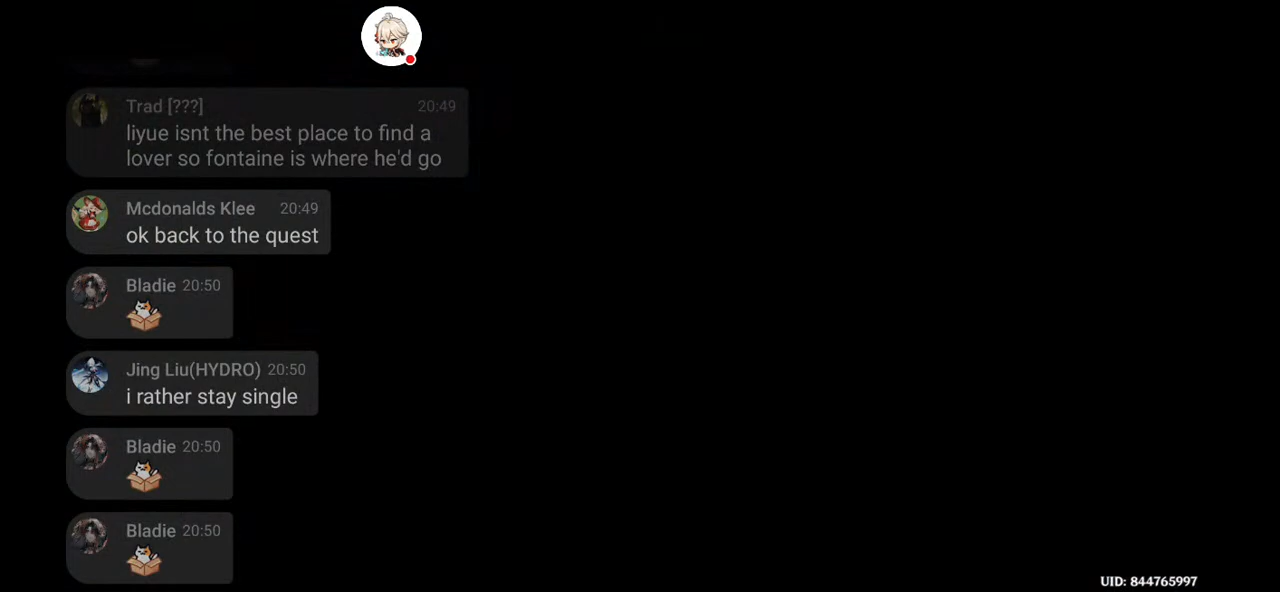 Trad [???] 20:49
liyue isnt the best place to find a
lover so fontaine is where he'd go
Mcdonalds Klee 20:49
ok back to the quest
Bladie 20:50
Jing Liu(HYDRO) 20:50
i rather stay single
Bladie 20:50
Bladie 20:50
UID: 844765997